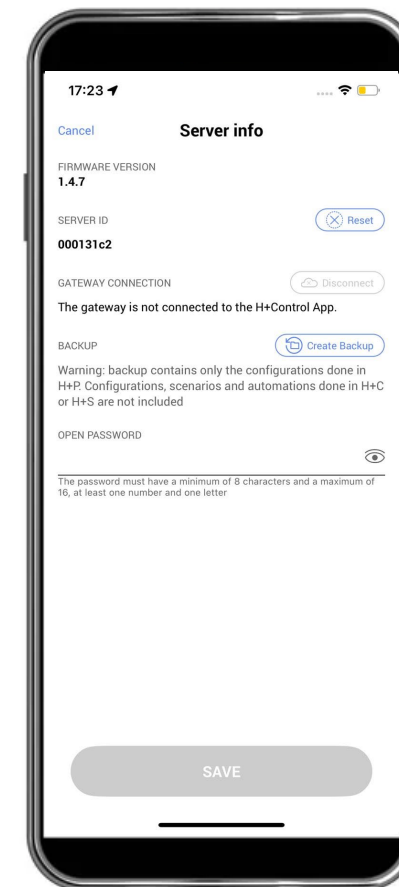 17:23
Cancel
Server info
FIRMWARE VERSION
1.4.7
SERVER ID
Reset
000131c2
GATEWAY CONNECTION
Disconnect
The gateway is not connected to the H+Control App.
BACKUP
Create Backup
Warning: backup contains only the configurations done in
H+P. Configurations, scenarios and automations done in H+C
or H+S are not included
OPEN PASSWORD
The password must have a minimum of 8 characters and a maximum of
16, at least one number and one letter
SAVE